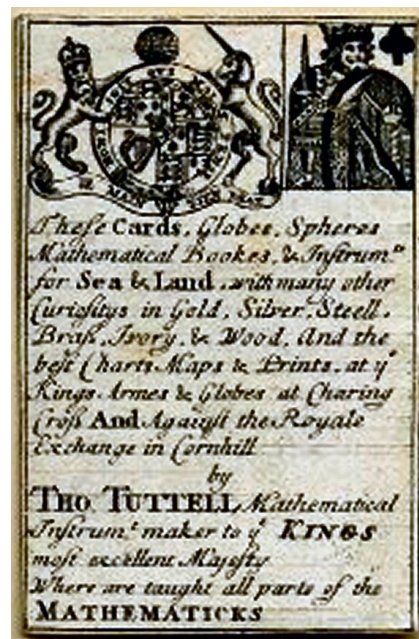 These Cards, Globes, Spheres
Mathematical Bookes, & Instrum.ts
for Sea & Land, with many other
Curiositys in Gold, Silver, Steell,
Brass, Ivory, & Wood, And the
best Charts Maps & Prints, at ye
Kings Armes & Globes at Charing
Cross And Against the Royale
Exchange in Cornhill
by
THO. TUTTELL, Mathematical
Instrum.t maker to ye KINGS
most excellent Majesty
Where are taught all parts of the
MATHEMATICKS